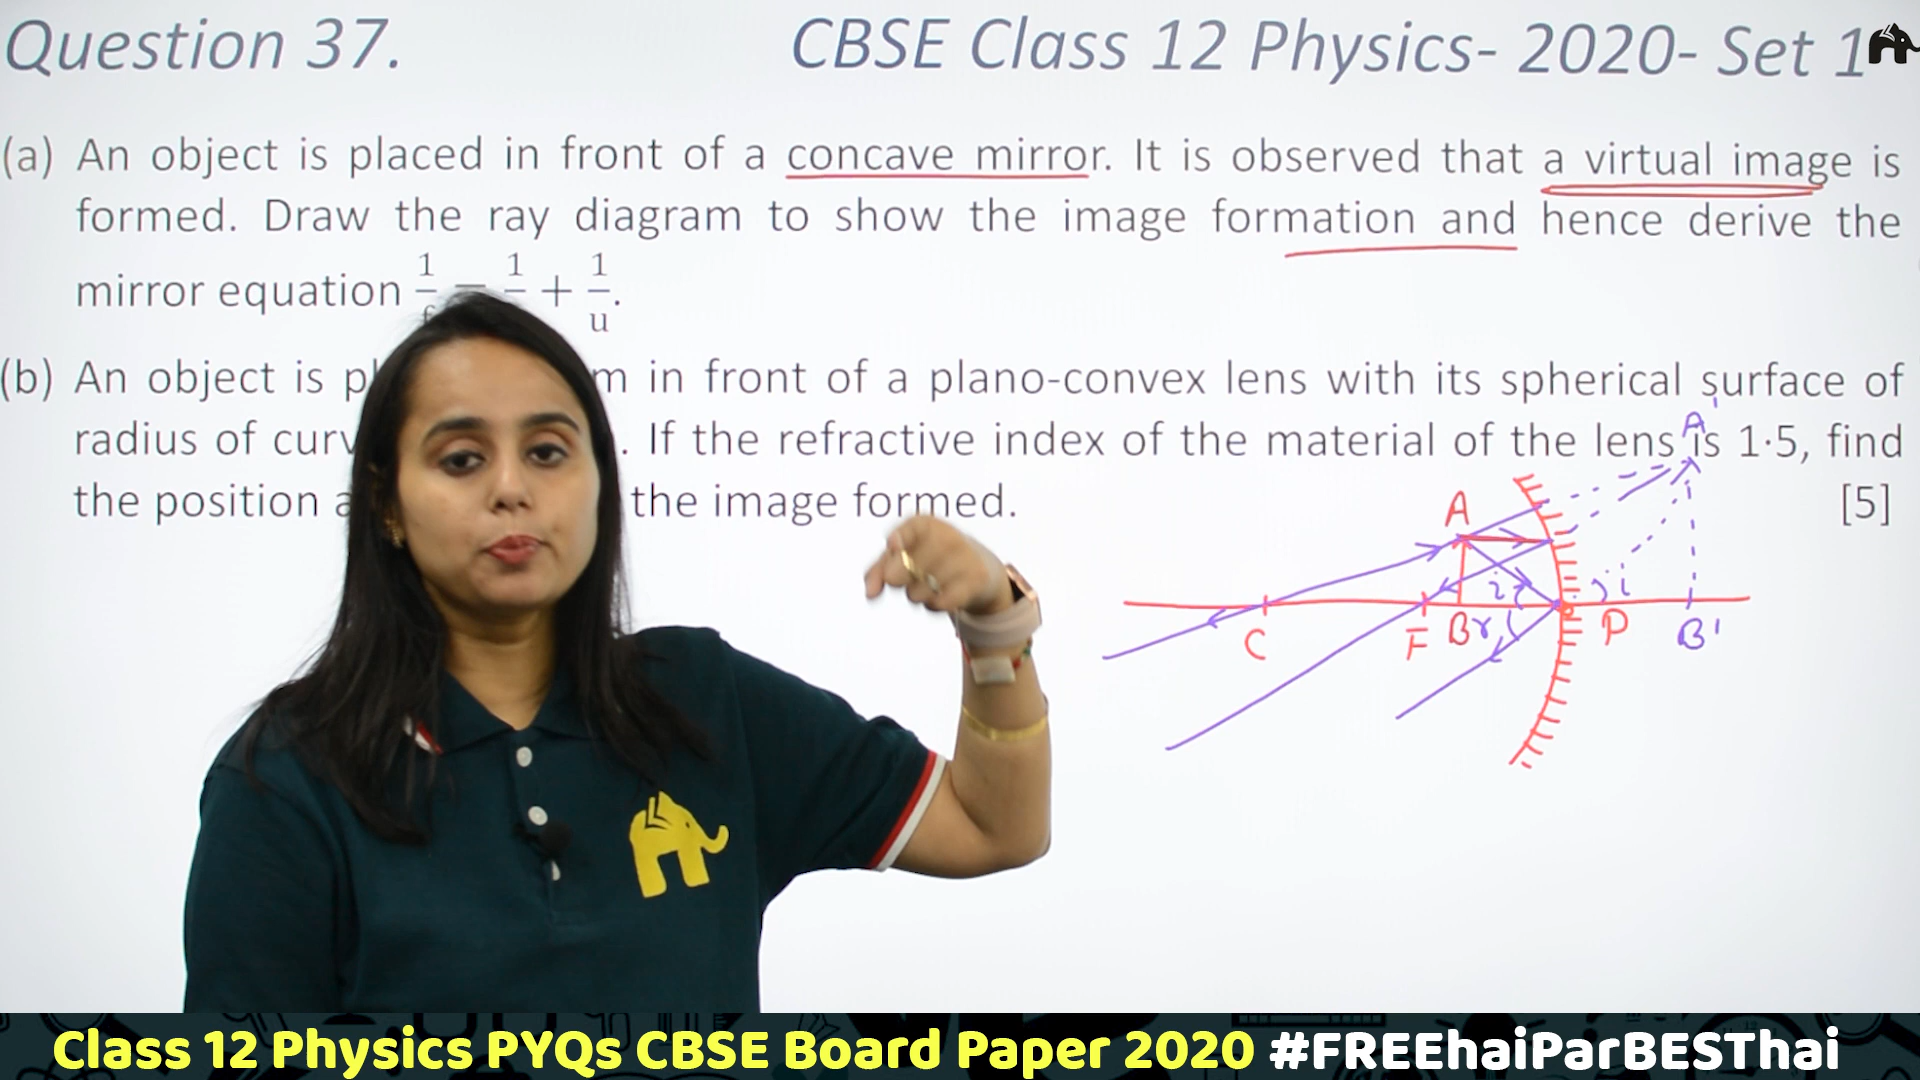 Question 37.
CBSE Class 12 Physics- 2020- Set 1
(a) An object is placed in front of a concave mirror. It is observed that a virtual image is
formed. Draw the ray diagram to show the image formation and hence derive the
mirror equation 1/ = 1/ + 1/u.
(b) An object is m in front of a plano-convex lens with its spherical surface of
radius of . If the refractive index of the material of the lens is 1·5, find
the position the image formed.
[5]
A'
A
i i
C F B r P B'
Class 12 Physics PYQs CBSE Board Paper 2020 #FREEhaiParBESThai